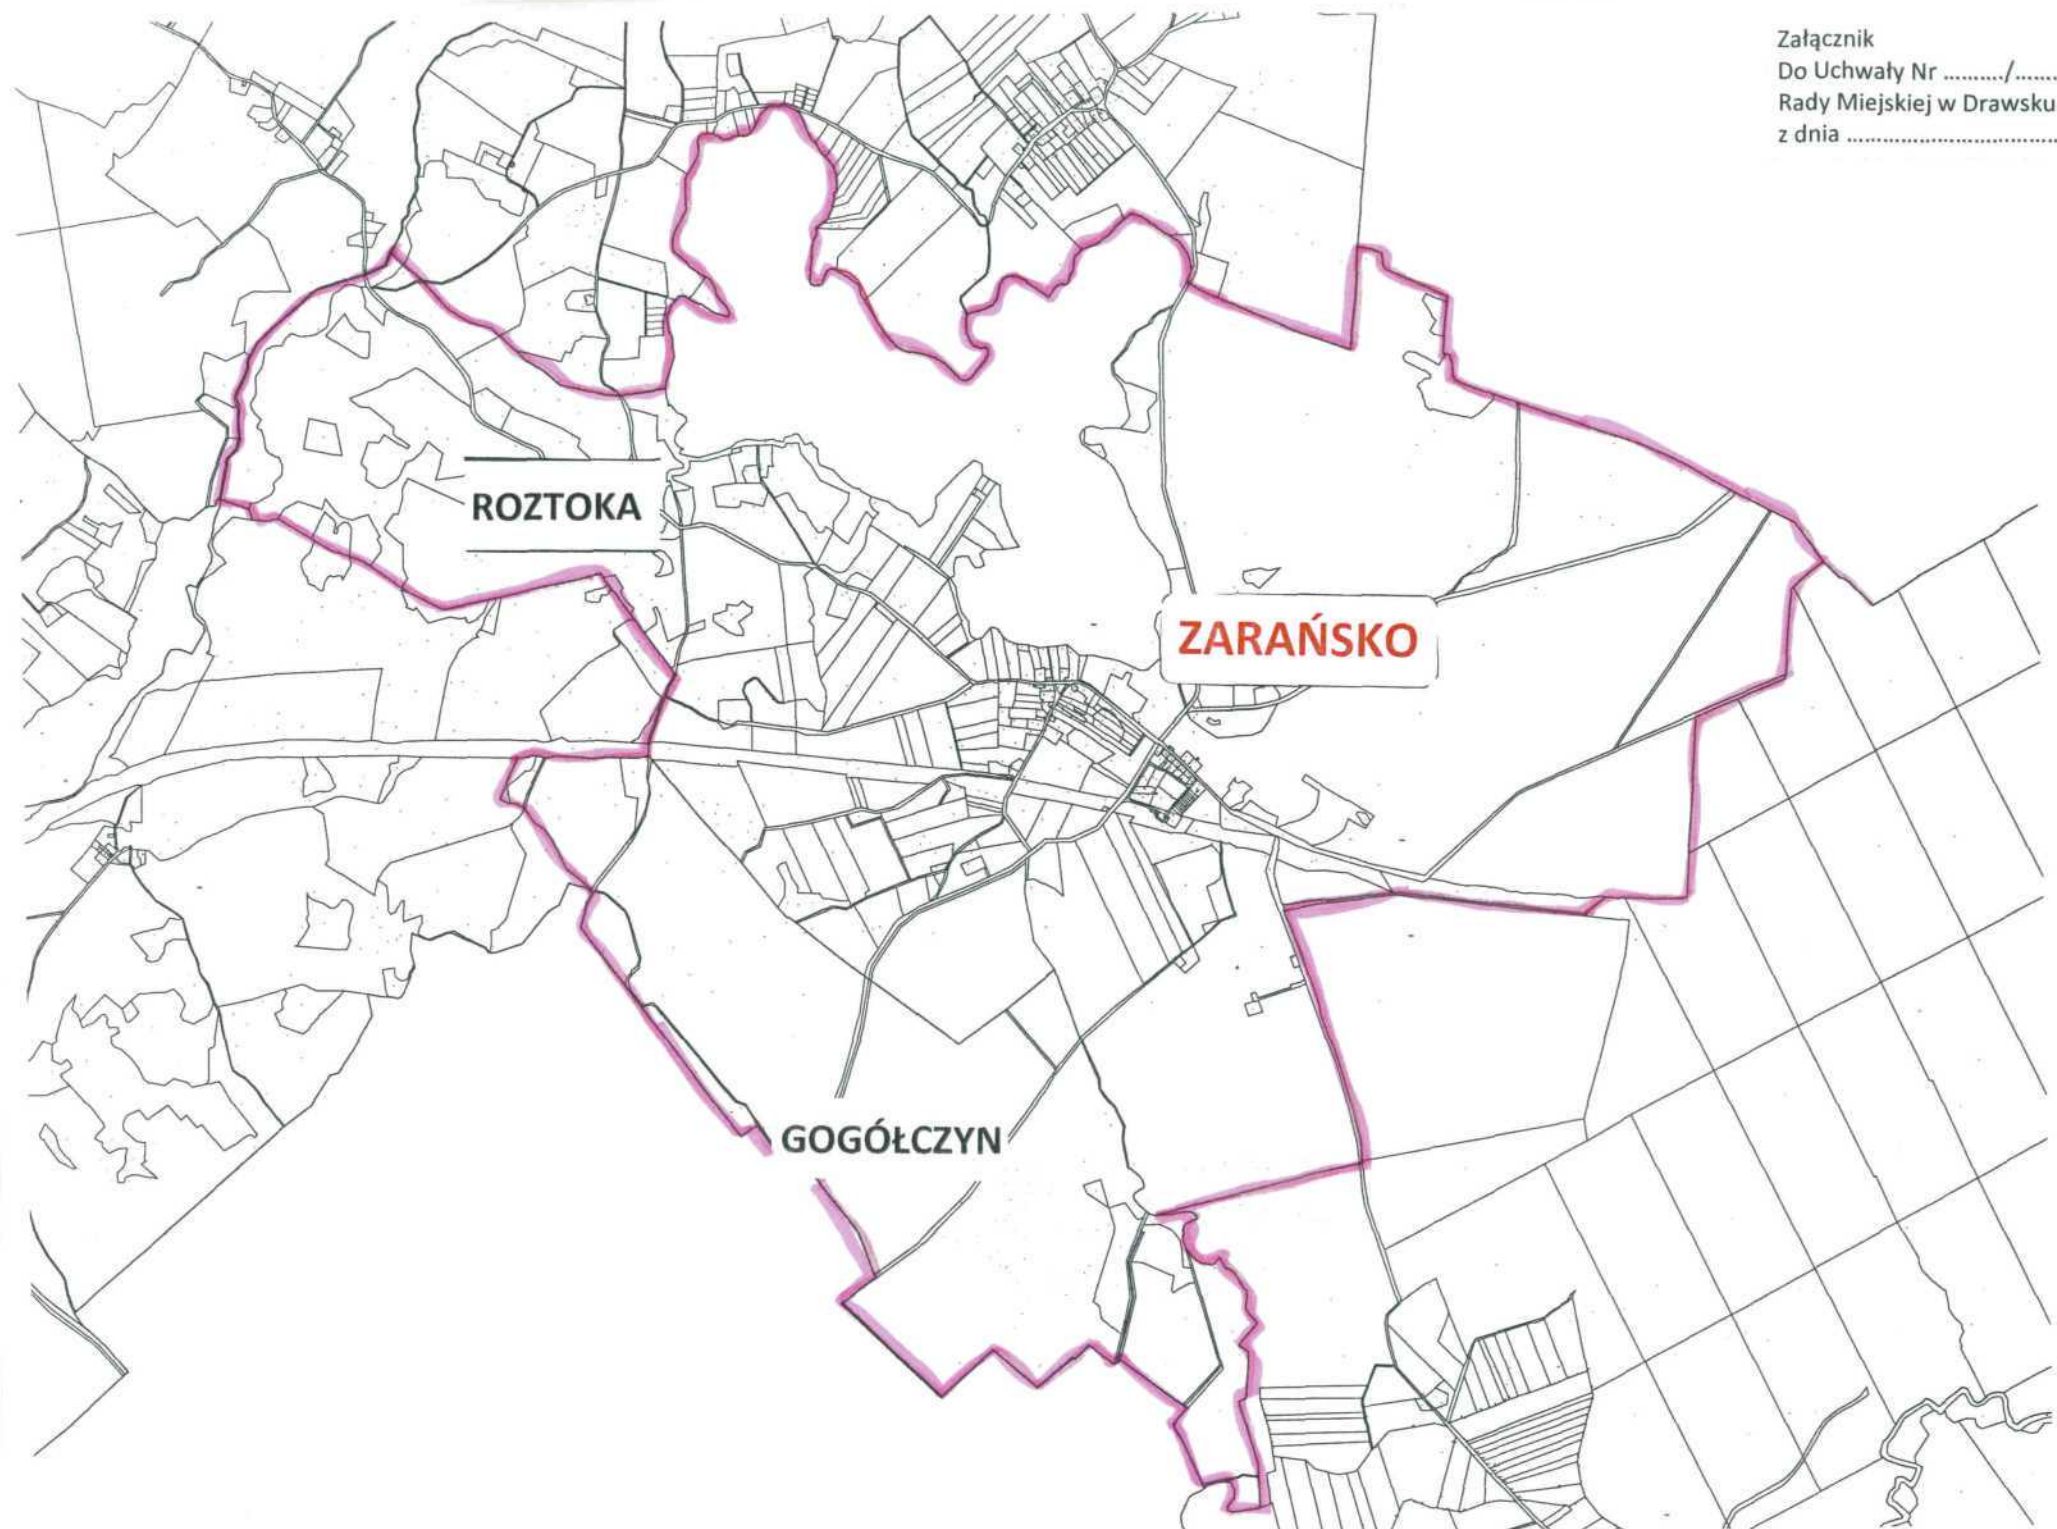 Załącznik
Do Uchwały Nr ........../.......
Rady Miejskiej w Drawsku
z dnia ...................................
ROZTOKA
ZARAŃSKO
GOGÓŁCZYN